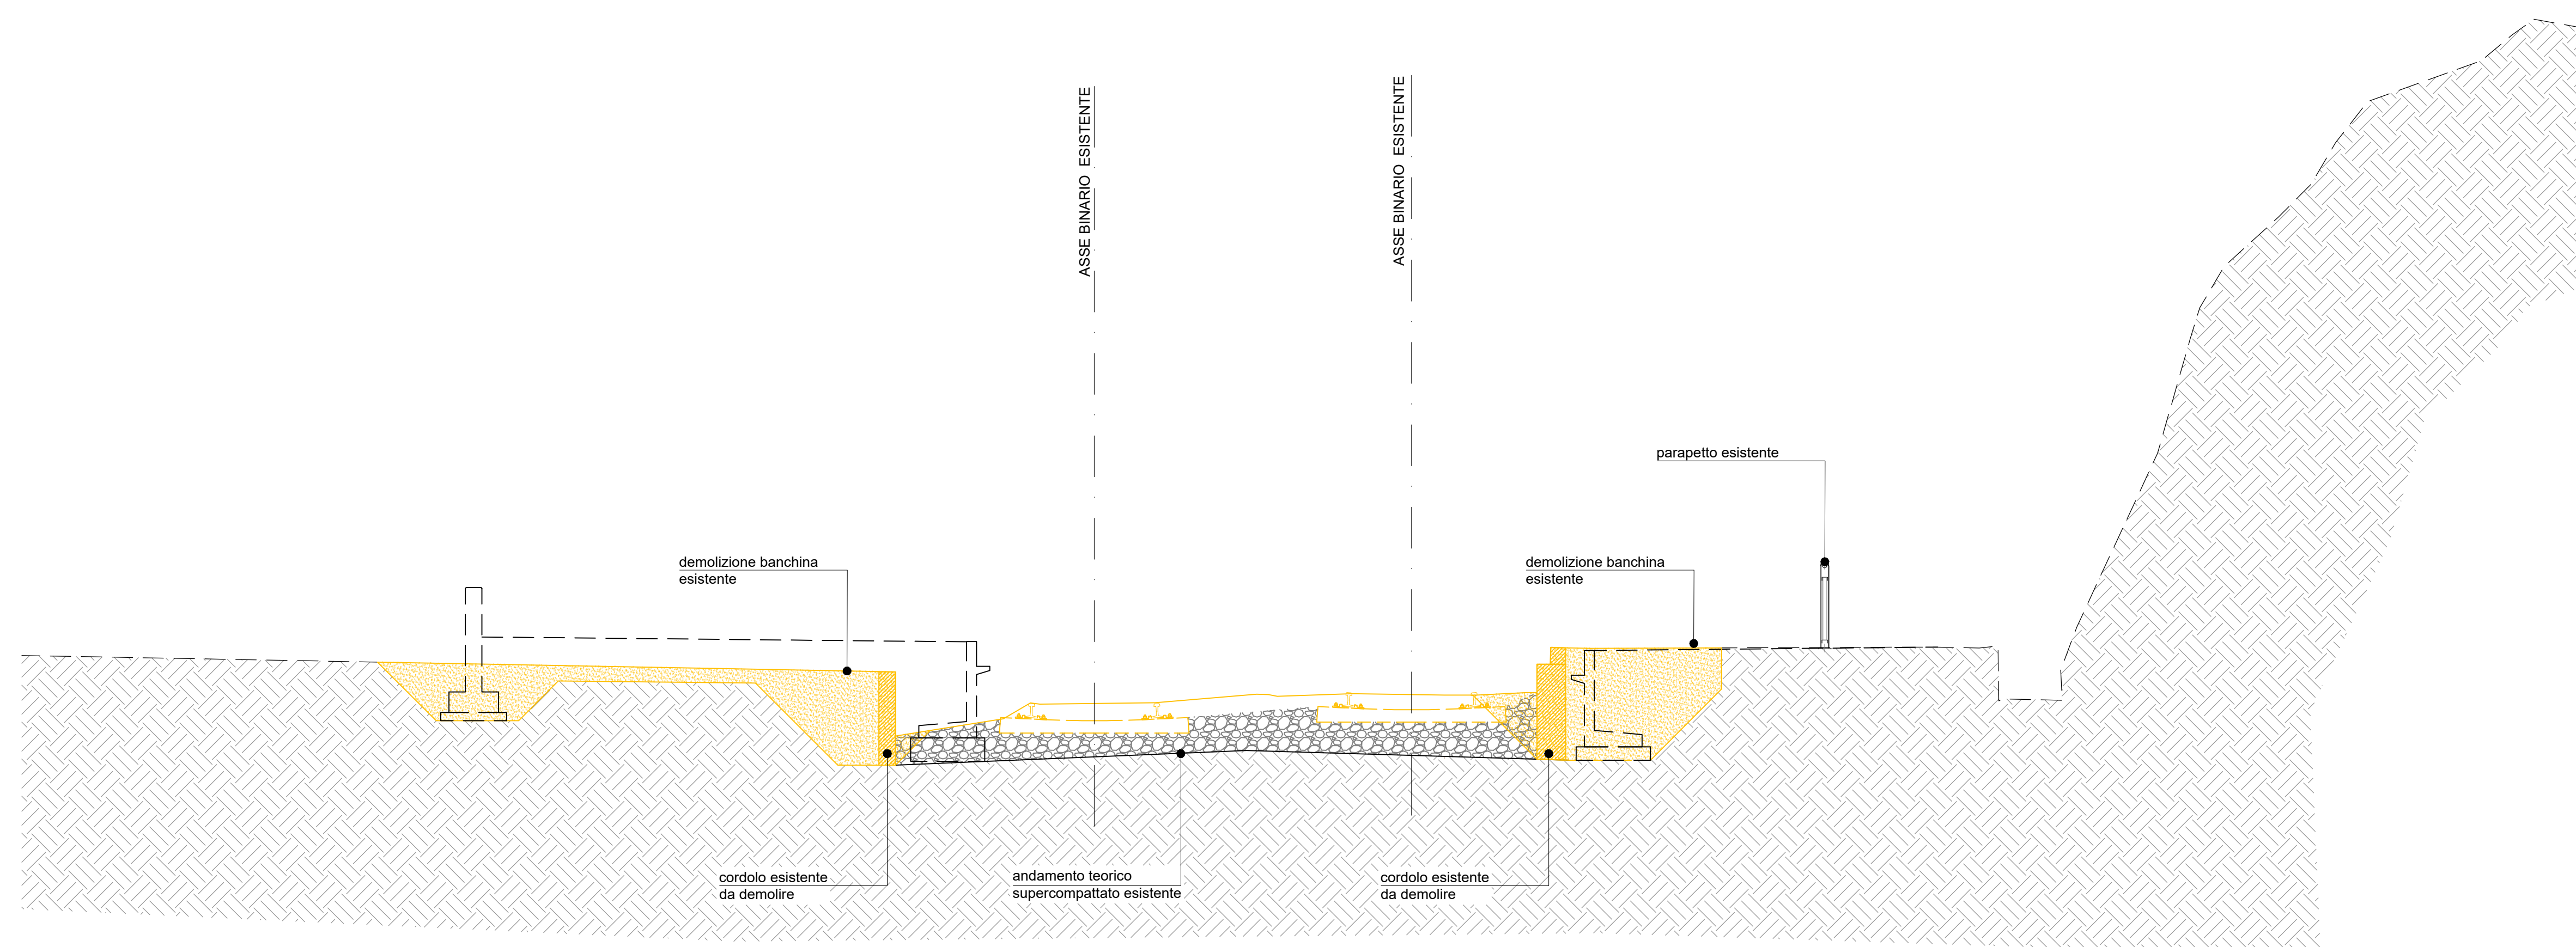 ASSE BINARIO ESISTENTE
ASSE BINARIO ESISTENTE
parapetto esistente
demolizione banchina
esistente
demolizione banchina
esistente
cordolo esistente
da demolire
andamento teorico
supercompattato esistente
cordolo esistente
da demolire